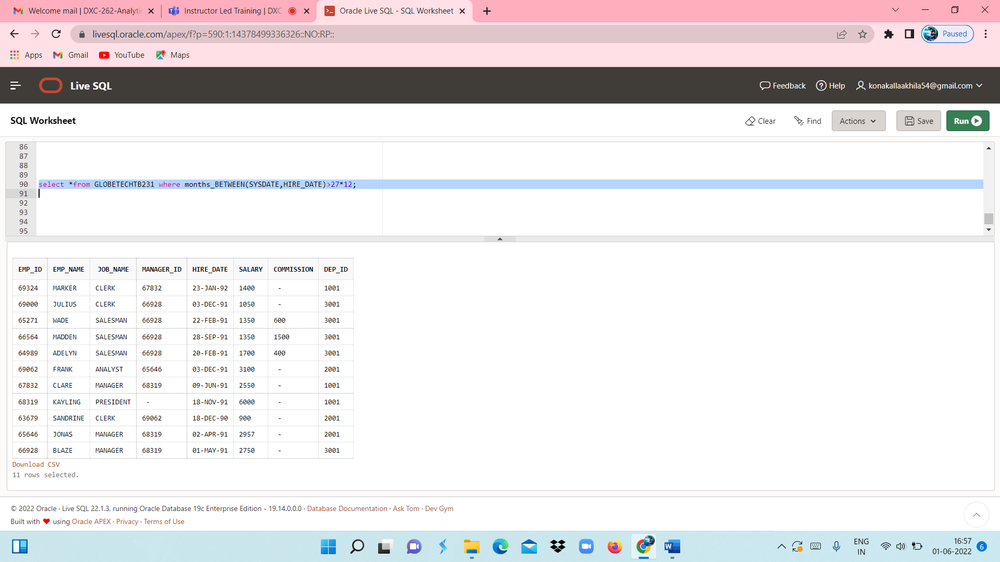 Welcome mail | DXC-262-Analytic
Instructor Led Training | DXC
Oracle Live SQL - SQL Worksheet
livesql.oracle.com/apex/f?p=590:1:14378499336326::NO:RP::
Paused
Apps Gmail YouTube Maps
Live SQL
Feedback Help konakallaakhila54@gmail.com
SQL Worksheet
Clear Find Actions Save Run
86
87
88
89
90 select *from GLOBETECHTB231 where months_BETWEEN(SYSDATE,HIRE_DATE)>27*12;
91
92
93
94
95
EMP_ID EMP_NAME JOB_NAME MANAGER_ID HIRE_DATE SALARY COMMISSION DEP_ID
69324 MARKER CLERK 67832 23-JAN-92 1400 - 1001
69000 JULIUS CLERK 66928 03-DEC-91 1050 - 3001
65271 WADE SALESMAN 66928 22-FEB-91 1350 600 3001
66564 MADDEN SALESMAN 66928 28-SEP-91 1350 1500 3001
64989 ADELYN SALESMAN 66928 20-FEB-91 1700 400 3001
69062 FRANK ANALYST 65646 03-DEC-91 3100 - 2001
67832 CLARE MANAGER 68319 09-JUN-91 2550 - 1001
68319 KAYLING PRESIDENT - 18-NOV-91 6000 - 1001
63679 SANDRINE CLERK 69062 18-DEC-90 900 - 2001
65646 JONAS MANAGER 68319 02-APR-91 2957 - 2001
66928 BLAZE MANAGER 68319 01-MAY-91 2750 - 3001
Download CSV
11 rows selected.
© 2022 Oracle · Live SQL 22.1.3, running Oracle Database 19c Enterprise Edition - 19.14.0.0.0 · Database Documentation · Ask Tom · Dev Gym
Built with ❤ using Oracle APEX · Privacy · Terms of Use
ENG
IN
16:57
01-06-2022
6